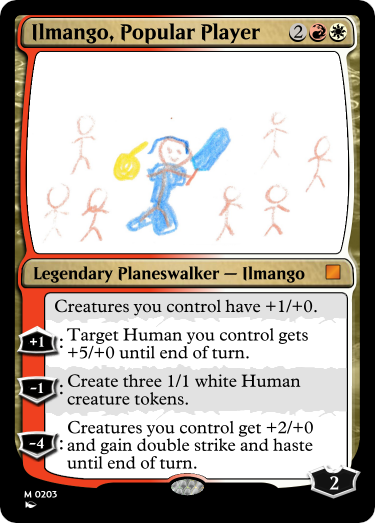 Ilmango, Popular Player 2
Legendary Planeswalker — Ilmango
Creatures you control have +1/+0.
+1: Target Human you control gets
+5/+0 until end of turn.
-1: Create three 1/1 white Human
creature tokens.
-4: Creatures you control get +2/+0
and gain double strike and haste
until end of turn.
2
M 0203